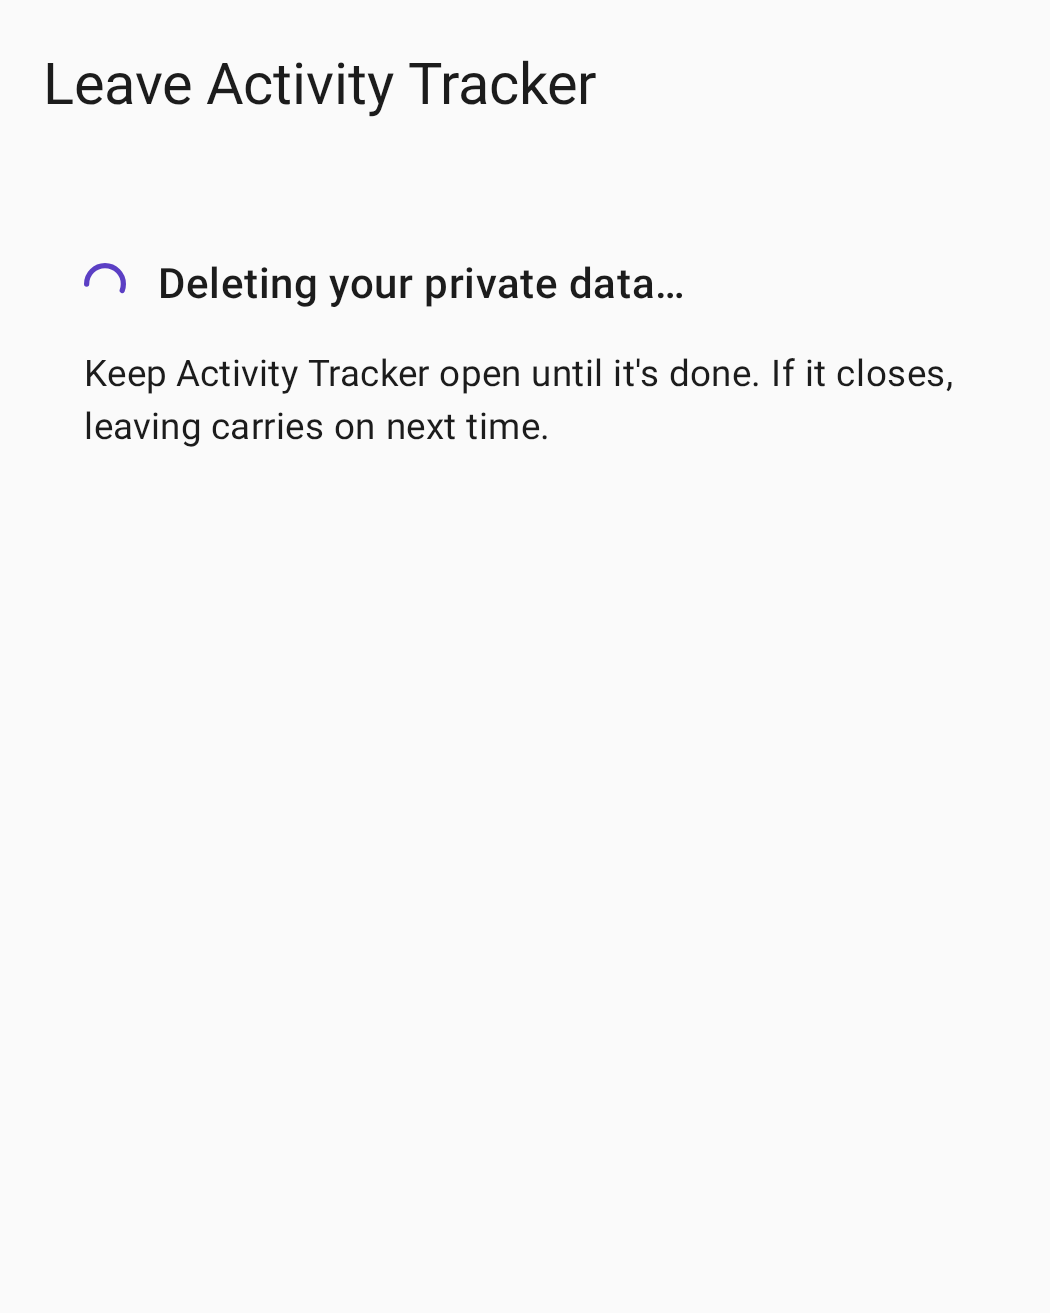 Leave Activity Tracker
Deleting your private data…
Keep Activity Tracker open until it's done. If it closes,
leaving carries on next time.